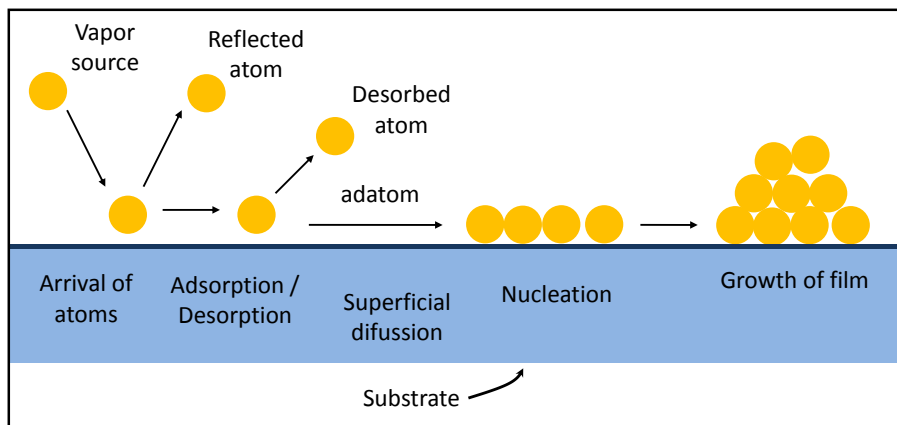 Vapor
source
Reflected
atom
Desorbed
atom
adatom
Arrival of
atoms
Adsorption /
Desorption
Superficial
difussion
Nucleation
Growth of film
Substrate